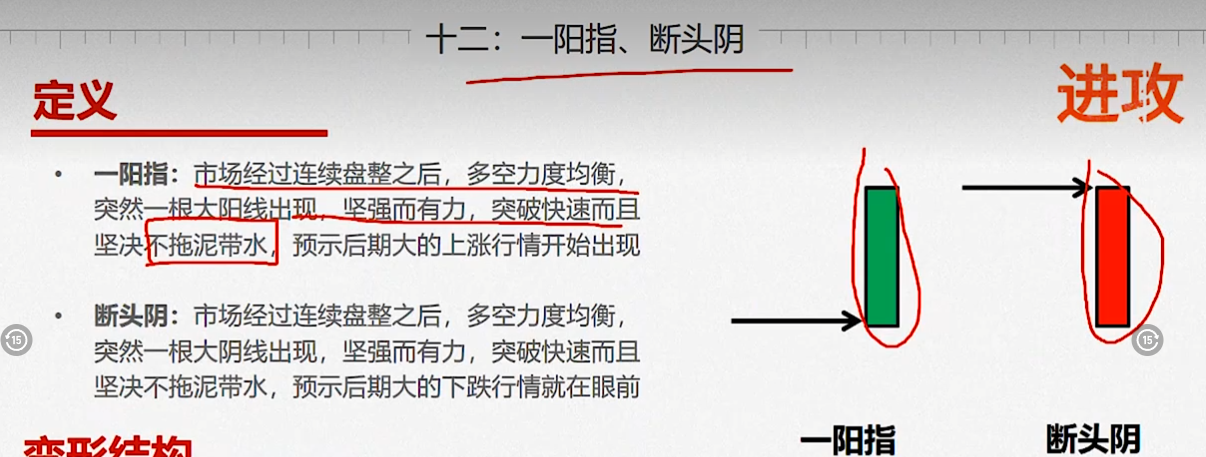 十二：一阳指、断头阴
定义
进攻
• 一阳指：市场经过连续盘整之后，多空力度均衡，
突然一根大阳线出现，坚强而有力，突破快速而且
坚决不拖泥带水，预示后期大的上涨行情开始出现
• 断头阴：市场经过连续盘整之后，多空力度均衡，
突然一根大阴线出现，坚强而有力，突破快速而且
坚决不拖泥带水，预示后期大的下跌行情就在眼前
15
15
一阳指
断头阴
变形结构